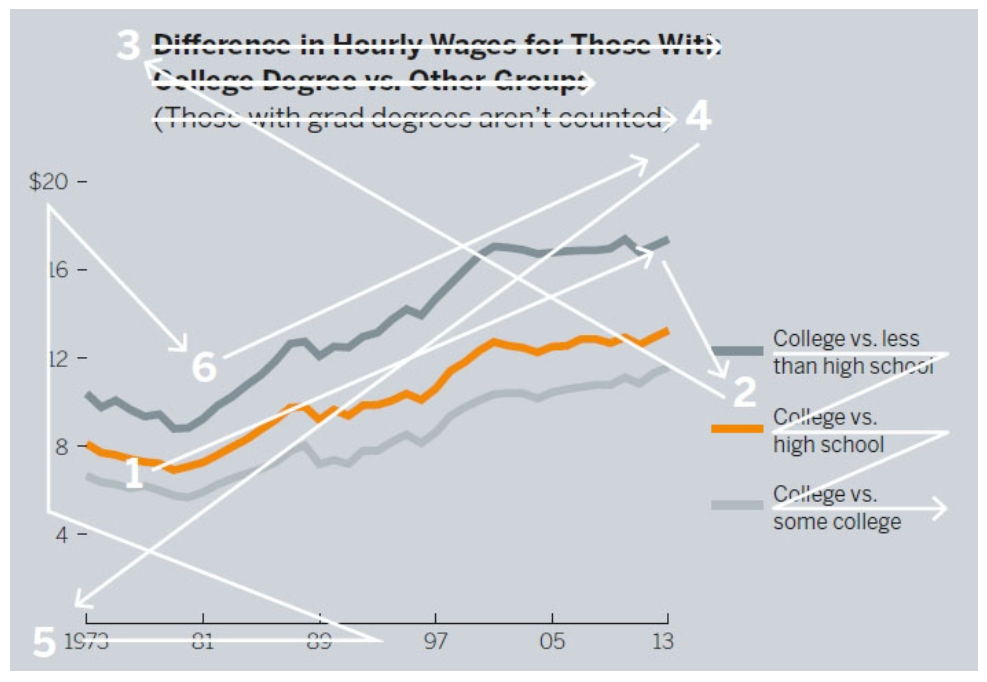 3 Difference in Hourly Wages for Those With
College Degree vs. Other Groups
(Those with grad degrees aren't counted) 4
$20
16
12
8
4
6
1
2
College vs. less
than high school
College vs.
high school
College vs.
some college
5 1973 81 89 97 05 13